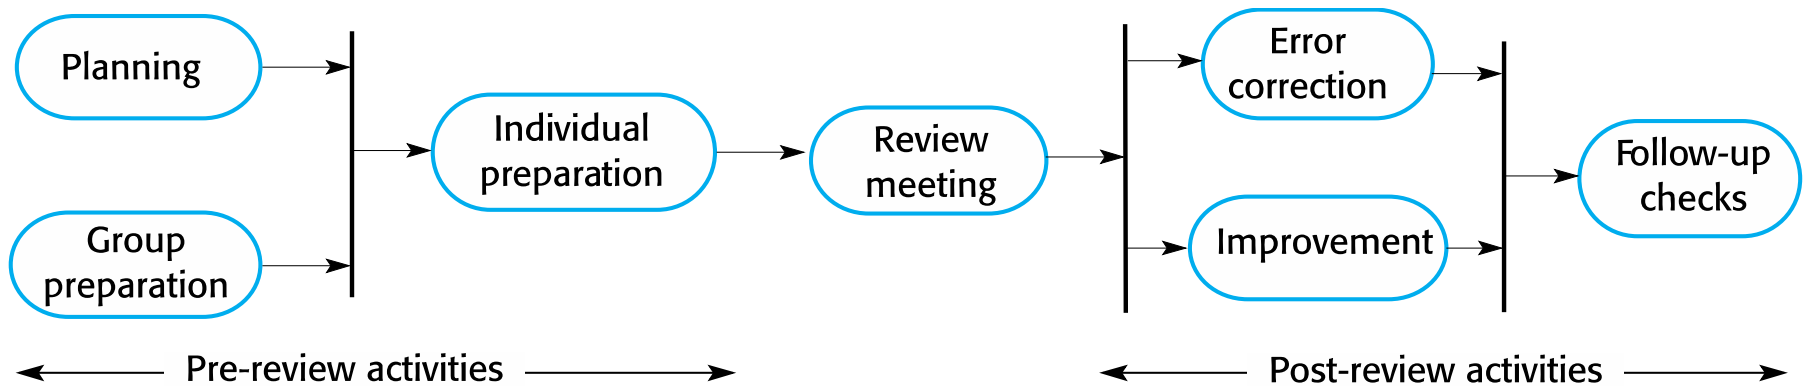 Planning
Group
preparation
Individual
preparation
Review
meeting
Error
correction
Improvement
Follow-up
checks
Pre-review activities
Post-review activities